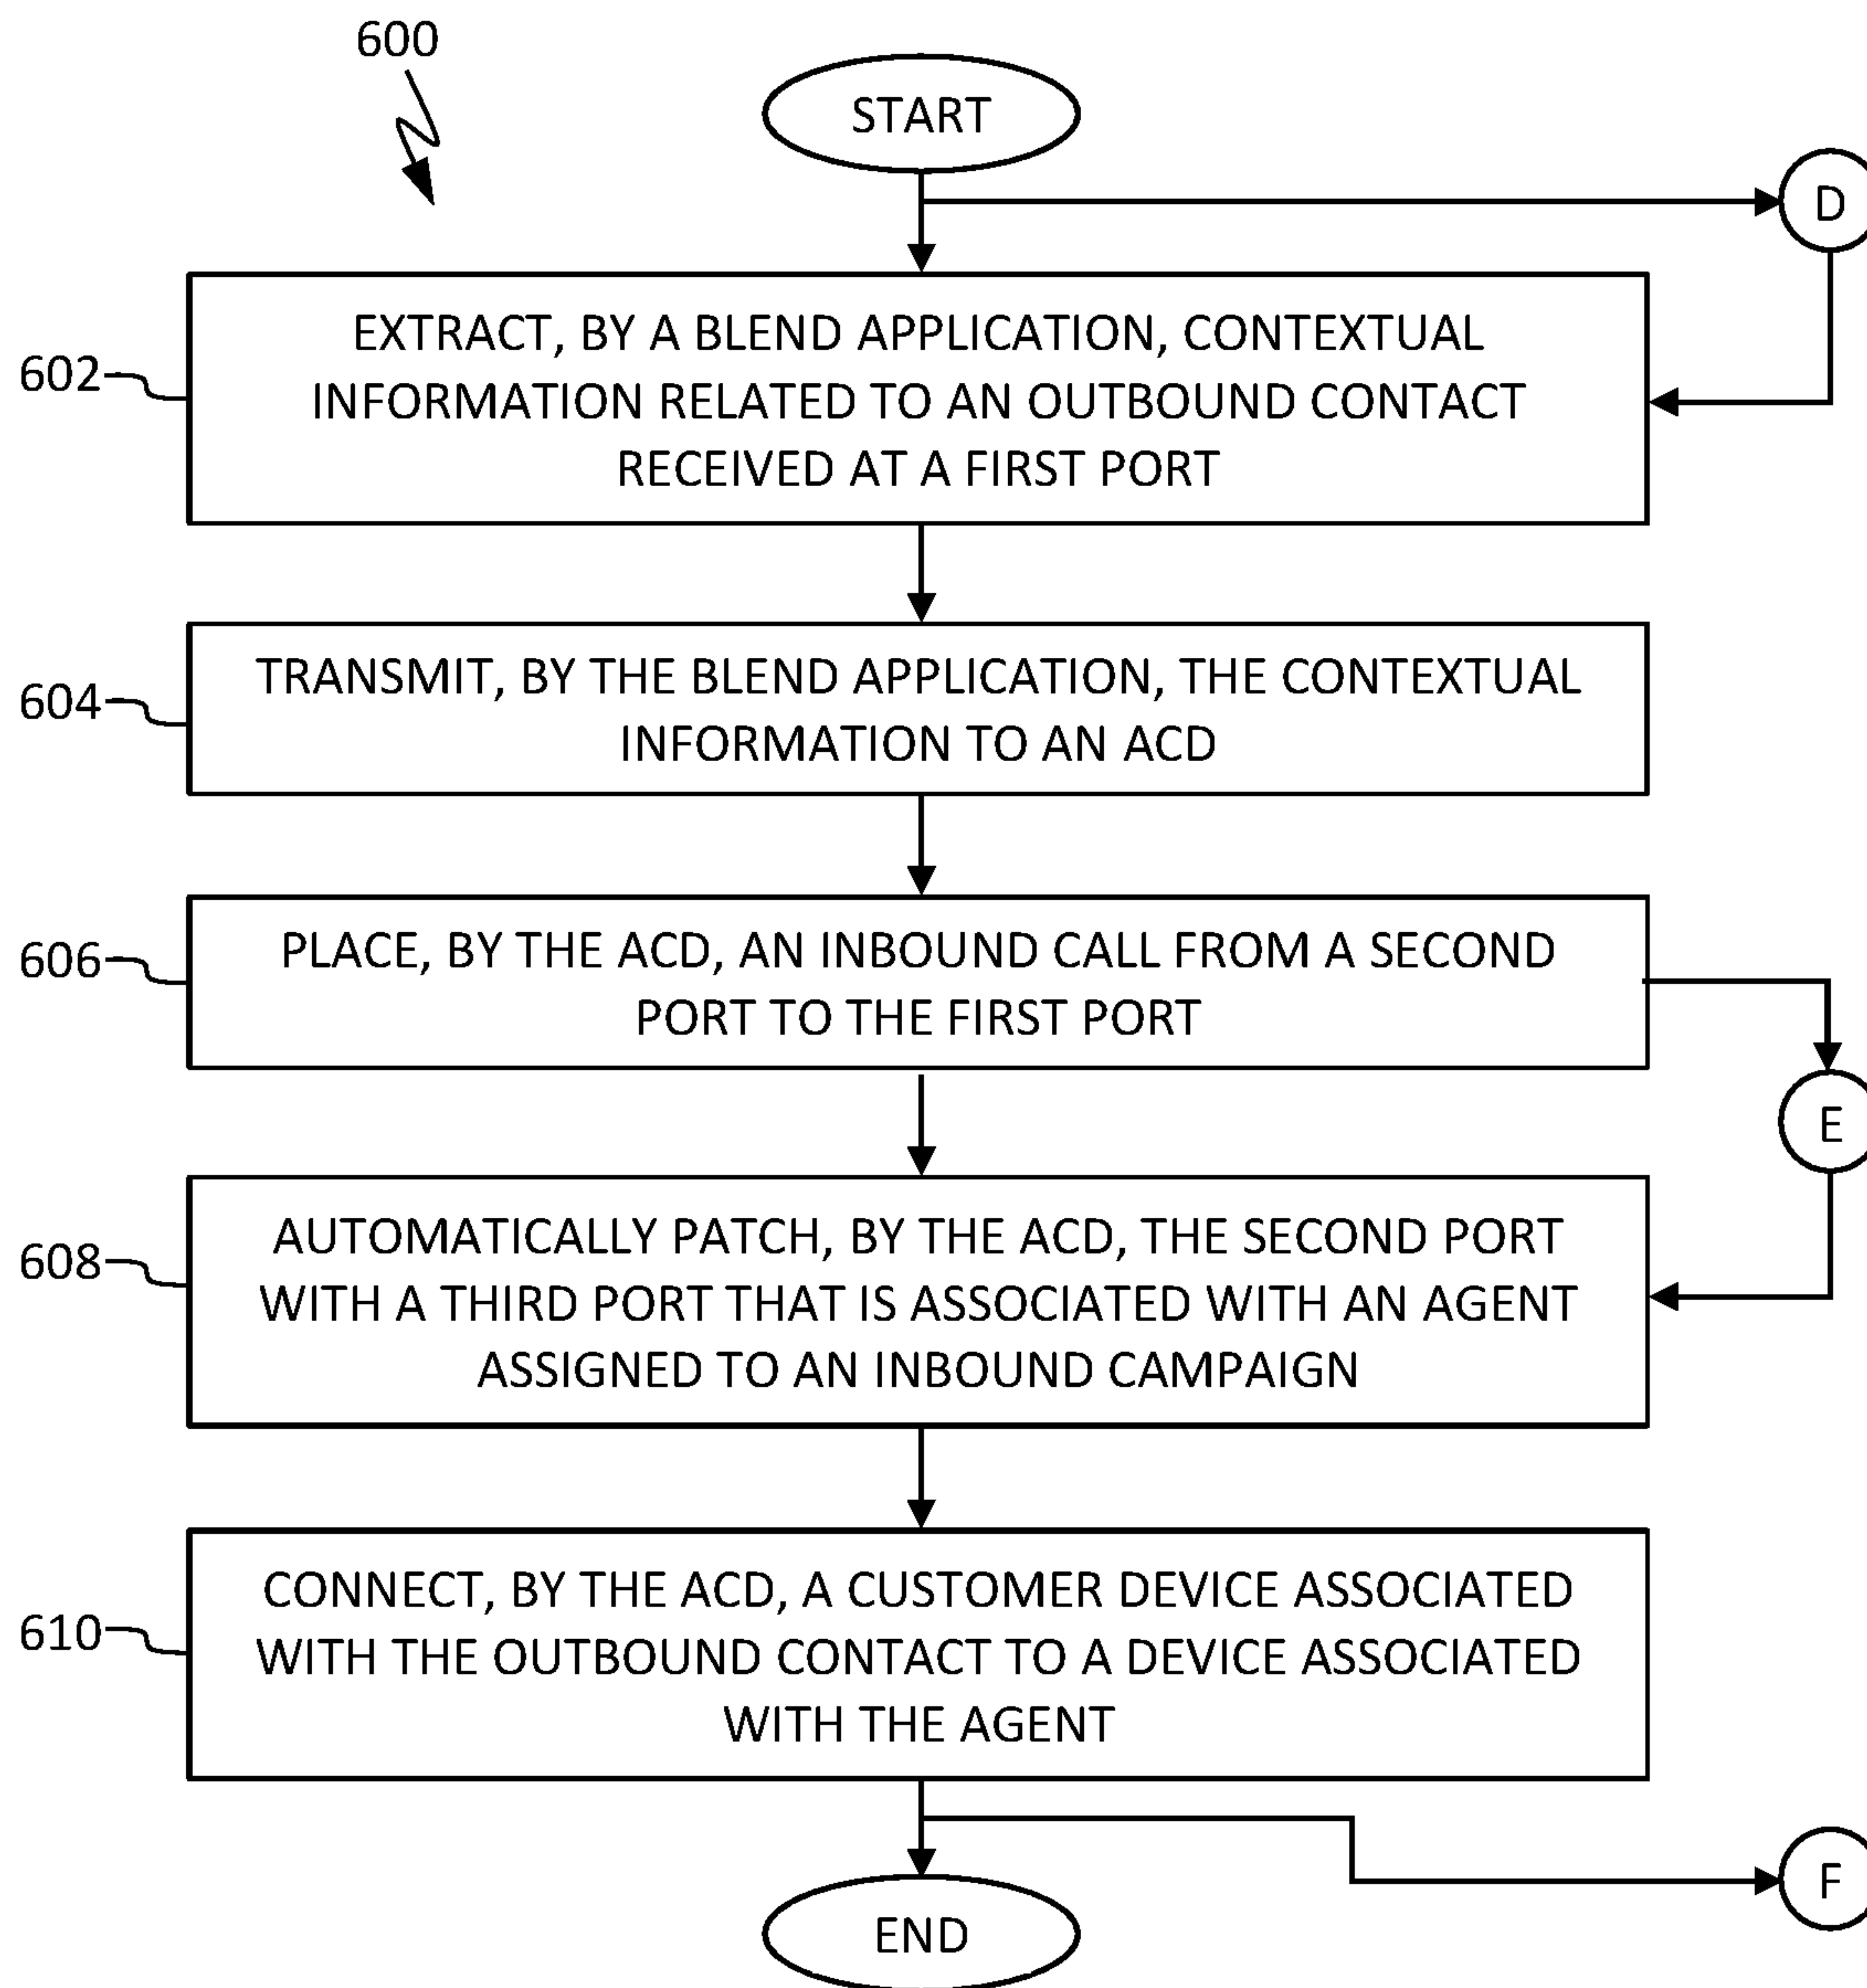 600
START
D
602
EXTRACT, BY A BLEND APPLICATION, CONTEXTUAL
INFORMATION RELATED TO AN OUTBOUND CONTACT
RECEIVED AT A FIRST PORT
604
TRANSMIT, BY THE BLEND APPLICATION, THE CONTEXTUAL
INFORMATION TO AN ACD
606
PLACE, BY THE ACD, AN INBOUND CALL FROM A SECOND
PORT TO THE FIRST PORT
E
608
AUTOMATICALLY PATCH, BY THE ACD, THE SECOND PORT
WITH A THIRD PORT THAT IS ASSOCIATED WITH AN AGENT
ASSIGNED TO AN INBOUND CAMPAIGN
610
CONNECT, BY THE ACD, A CUSTOMER DEVICE ASSOCIATED
WITH THE OUTBOUND CONTACT TO A DEVICE ASSOCIATED
WITH THE AGENT
F
END